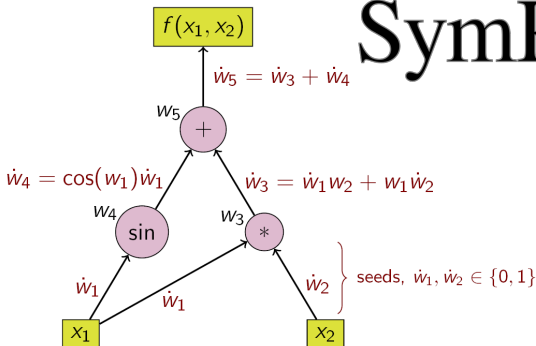 f(x₁, x₂)
ẇ₅ = ẇ₃ + ẇ₄
w₅
+
ẇ₄ = cos(w₁)ẇ₁
ẇ₃ = ẇ₁w₂ + w₁ẇ₂
w₄
sin
w₃
*
ẇ₁
ẇ₁
ẇ₂
seeds, ẇ₁, ẇ₂ ∈ {0, 1}
x₁
x₂